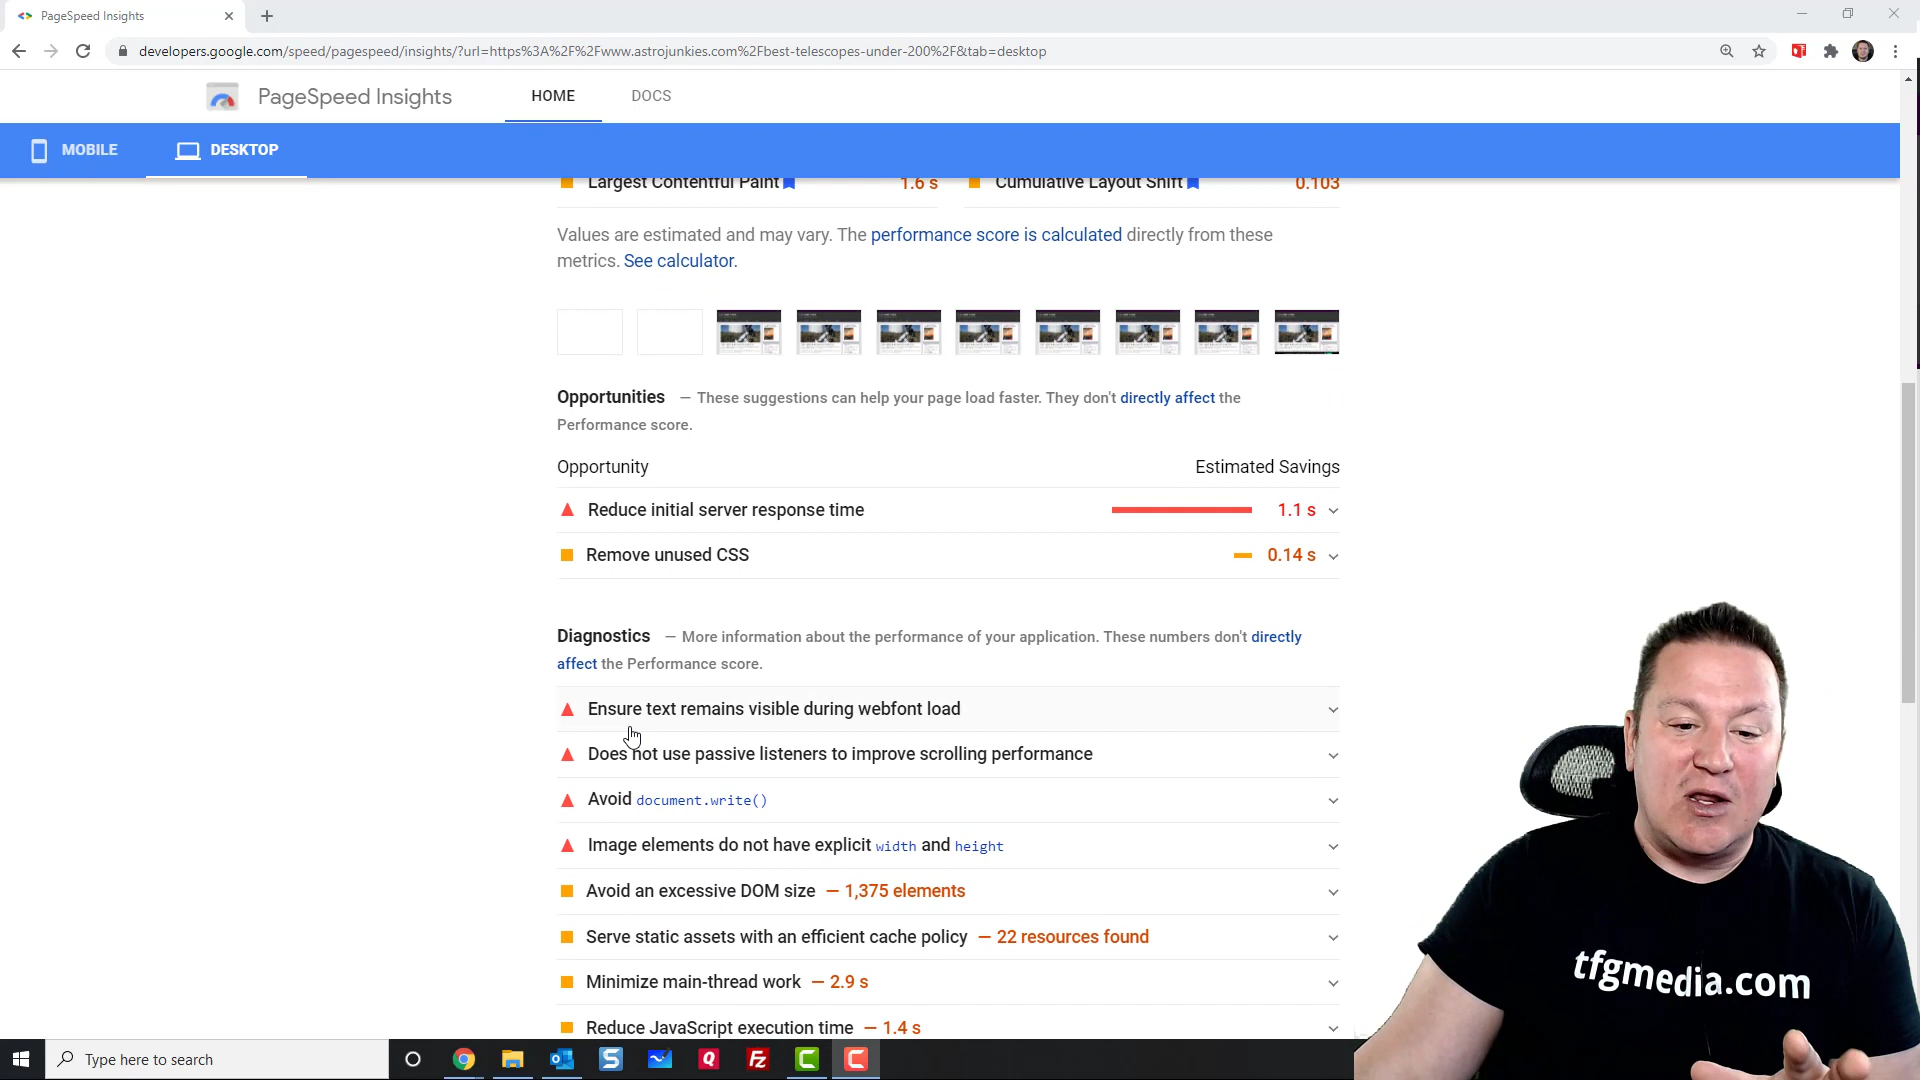 PageSpeed Insights
developers.google.com/speed/pagespeed/insights/?url=https%3A%2F%2Fwww.astrojunkies.com%2Fbest-telescopes-under-200%2F&tab=desktop
PageSpeed Insights HOME DOCS
MOBILE DESKTOP
Largest Contentful Paint 1.6 s Cumulative Layout Shift 0.103
Values are estimated and may vary. The performance score is calculated directly from these
metrics. See calculator.
Opportunities — These suggestions can help your page load faster. They don't directly affect the
Performance score.
Opportunity Estimated Savings
Reduce initial server response time 1.1 s
Remove unused CSS 0.14 s
Diagnostics — More information about the performance of your application. These numbers don't directly
affect the Performance score.
Ensure text remains visible during webfont load
Does not use passive listeners to improve scrolling performance
Avoid document.write()
Image elements do not have explicit width and height
Avoid an excessive DOM size — 1,375 elements
Serve static assets with an efficient cache policy — 22 resources found
Minimize main-thread work — 2.9 s
Reduce JavaScript execution time — 1.4 s
tfgmedia.com
Type here to search